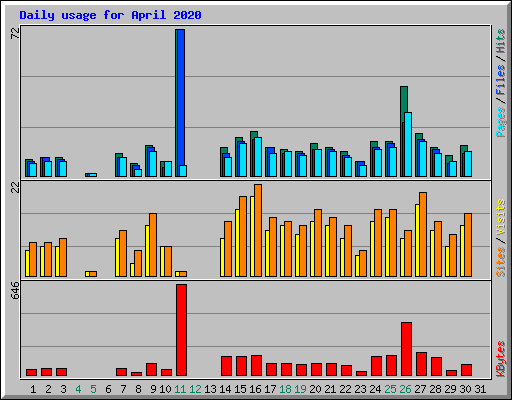 Daily usage for April 2020
72
Pages / Files / Hits
22
Sites / Visits
646
KBytes
1 2 3 4 5 6 7 8 9 10 11 12 13 14 15 16 17 18 19 20 21 22 23 24 25 26 27 28 29 30 31